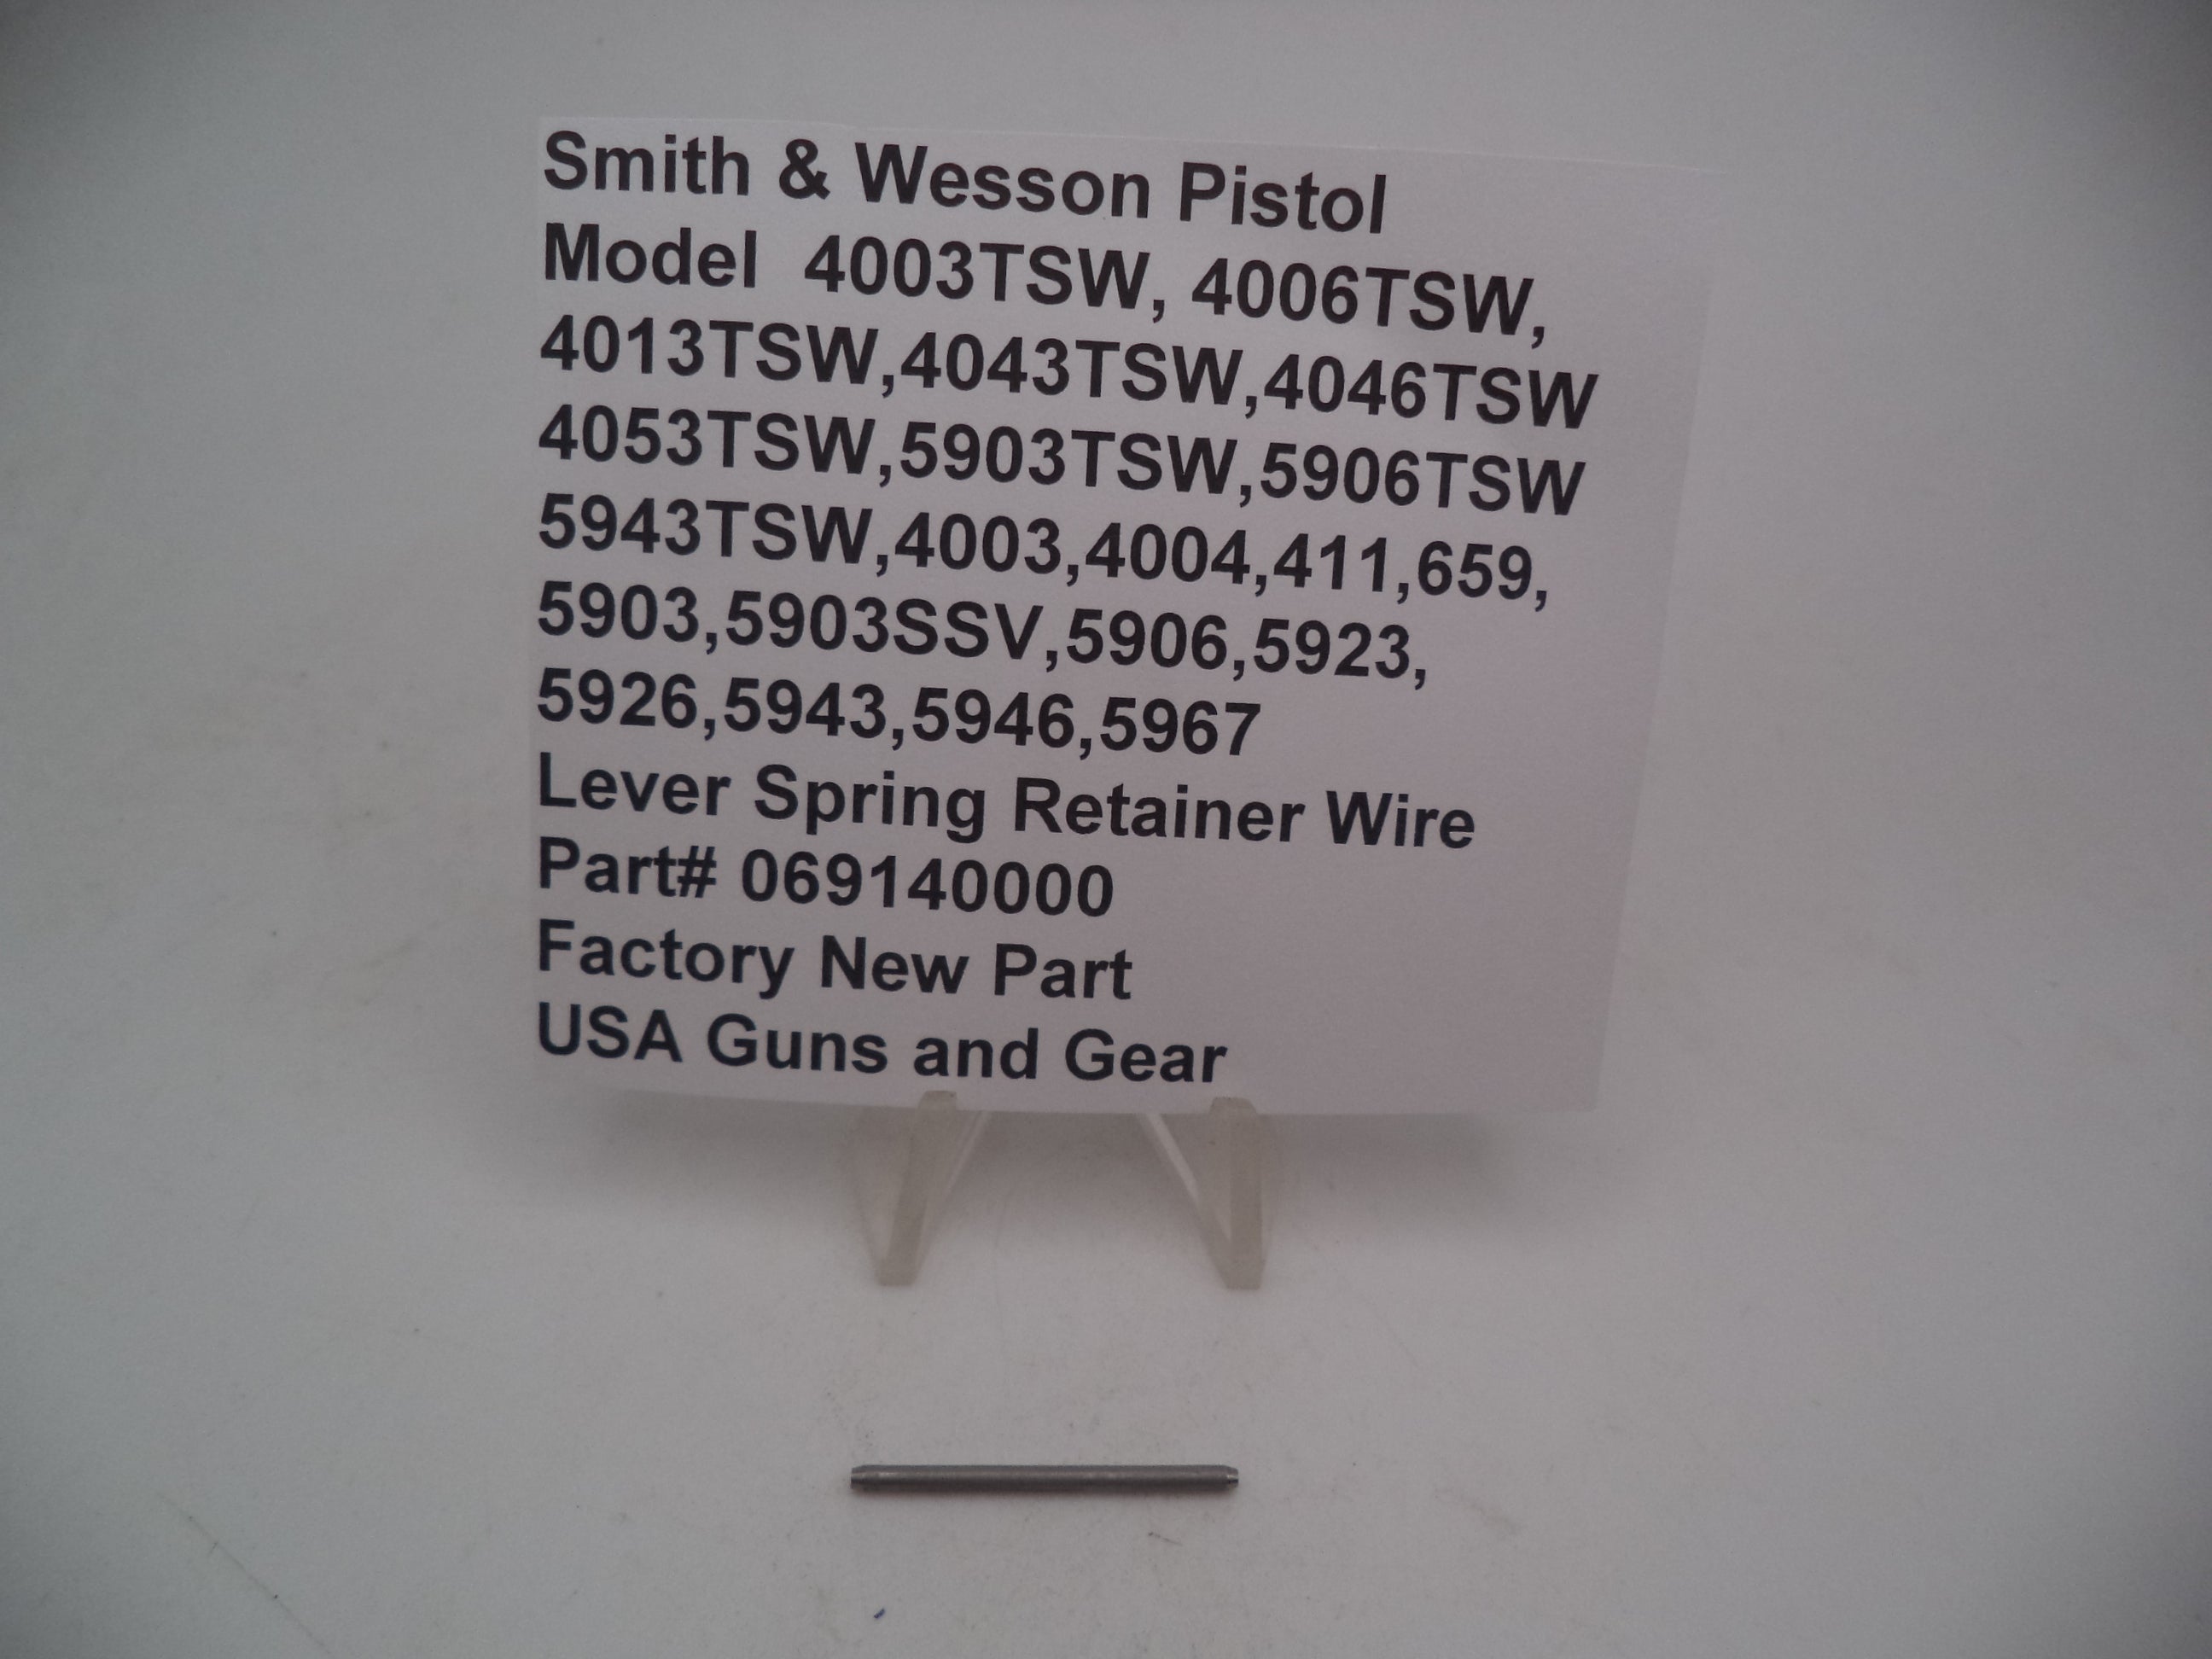 Smith & Wesson Pistol
Model  4003TSW, 4006TSW,
4013TSW,4043TSW,4046TSW
4053TSW,5903TSW,5906TSW
5943TSW,4003,4004,411,659,
5903,5903SSV,5906,5923,
5926,5943,5946,5967
Lever Spring Retainer Wire
Part# 069140000
Factory New Part
USA Guns and Gear